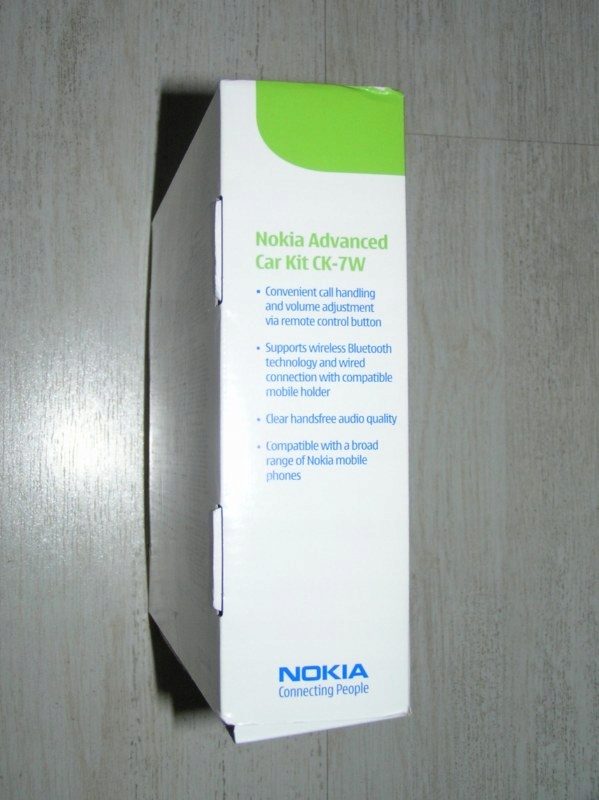 Nokia Advanced
Car Kit CK-7W
• Convenient call handling
and volume adjustment
via remote control button
• Supports wireless Bluetooth
technology and wired
connection with compatible
mobile holder
• Clear handsfree audio quality
• Compatible with a broad
range of Nokia mobile
phones
NOKIA
Connecting People